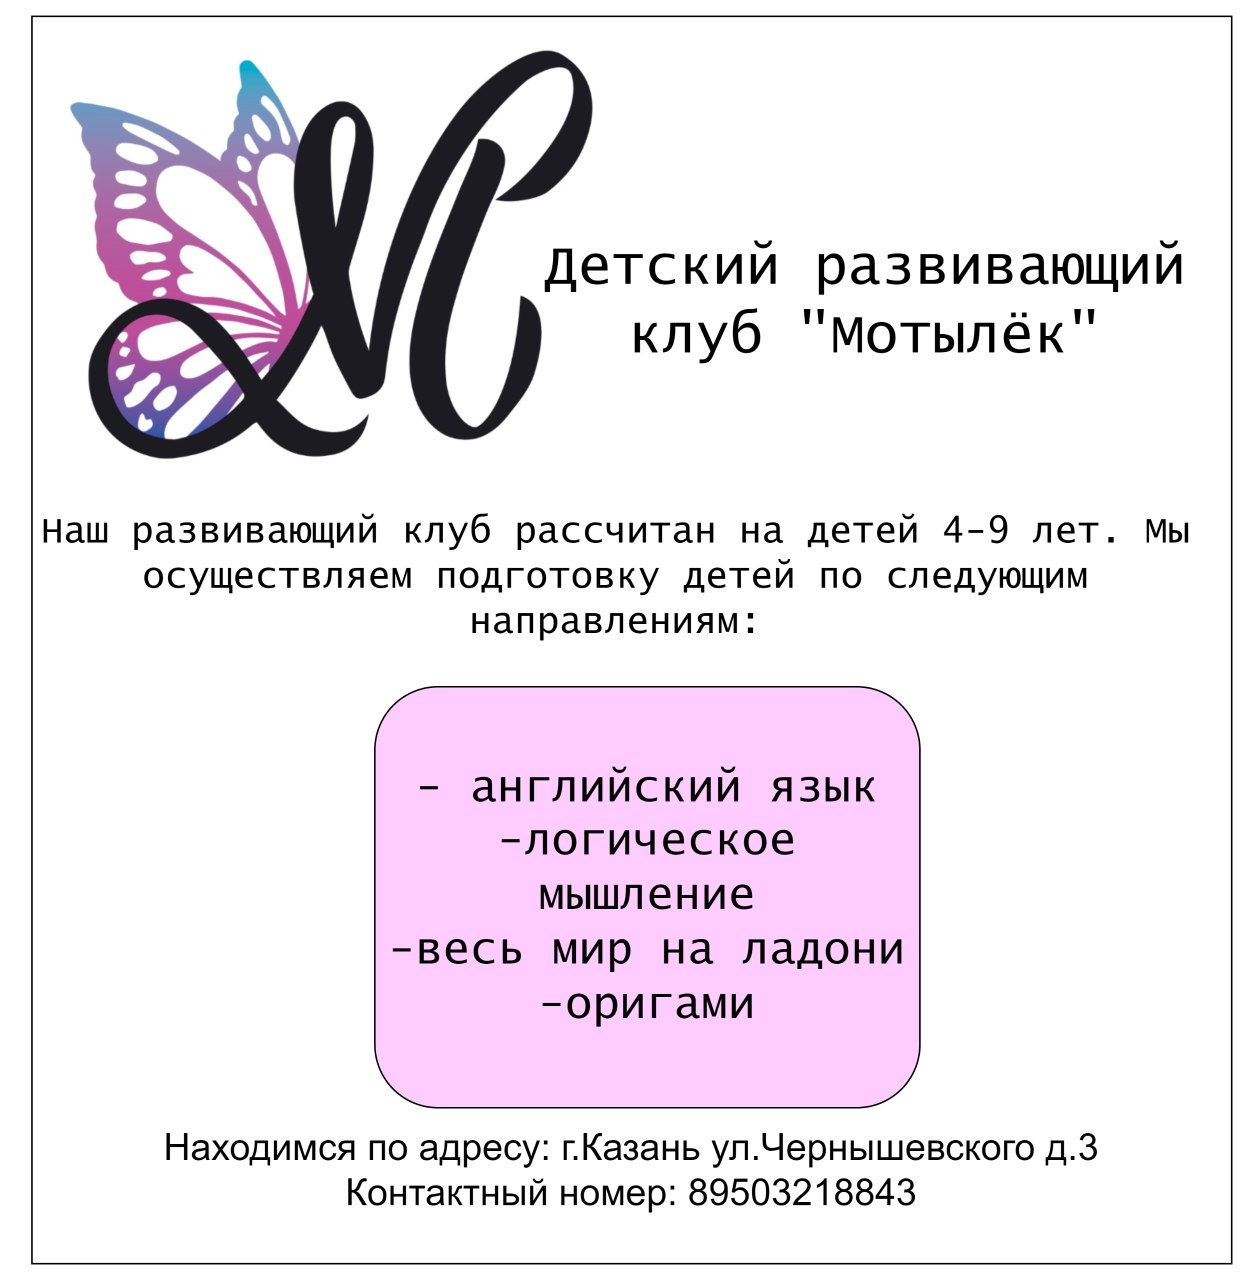 М
Детский развивающий
клуб "Мотылёк"
Наш развивающий клуб рассчитан на детей 4-9 лет. Мы
осуществляем подготовку детей по следующим
направлениям:
- английский язык
-логическое
мышление
-весь мир на ладони
-оригами
Находимся по адресу: г.Казань ул.Чернышевского д.3
Контактный номер: 89503218843